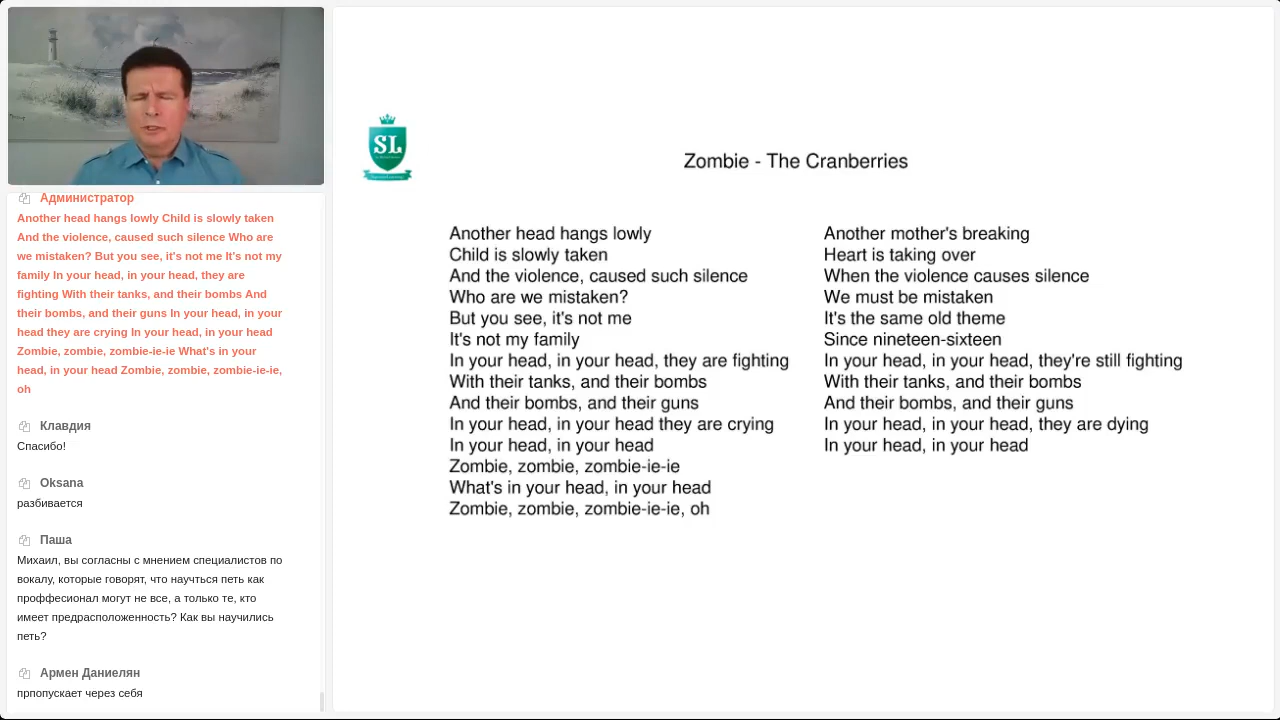 Администратор
Another head hangs lowly Child is slowly taken
And the violence, caused such silence Who are
we mistaken? But you see, it's not me It's not my
family In your head, in your head, they are
fighting With their tanks, and their bombs And
their bombs, and their guns In your head, in your
head they are crying In your head, in your head
Zombie, zombie, zombie-ie-ie What's in your
head, in your head Zombie, zombie, zombie-ie-ie,
oh
Клавдия
Спасибо!
Oksana
разбивается
Паша
Михаил, вы согласны с мнением специалистов по
вокалу, которые говорят, что научться петь как
проффесионал могут не все, а только те, кто
имеет предрасположенность? Как вы научились
петь?
Армен Даниелян
прпопускает через себя
SL
Zombie - The Cranberries
Another head hangs lowly
Child is slowly taken
And the violence, caused such silence
Who are we mistaken?
But you see, it's not me
It's not my family
In your head, in your head, they are fighting
With their tanks, and their bombs
And their bombs, and their guns
In your head, in your head they are crying
In your head, in your head
Zombie, zombie, zombie-ie-ie
What's in your head, in your head
Zombie, zombie, zombie-ie-ie, oh
Another mother's breaking
Heart is taking over
When the violence causes silence
We must be mistaken
It's the same old theme
Since nineteen-sixteen
In your head, in your head, they're still fighting
With their tanks, and their bombs
And their bombs, and their guns
In your head, in your head, they are dying
In your head, in your head